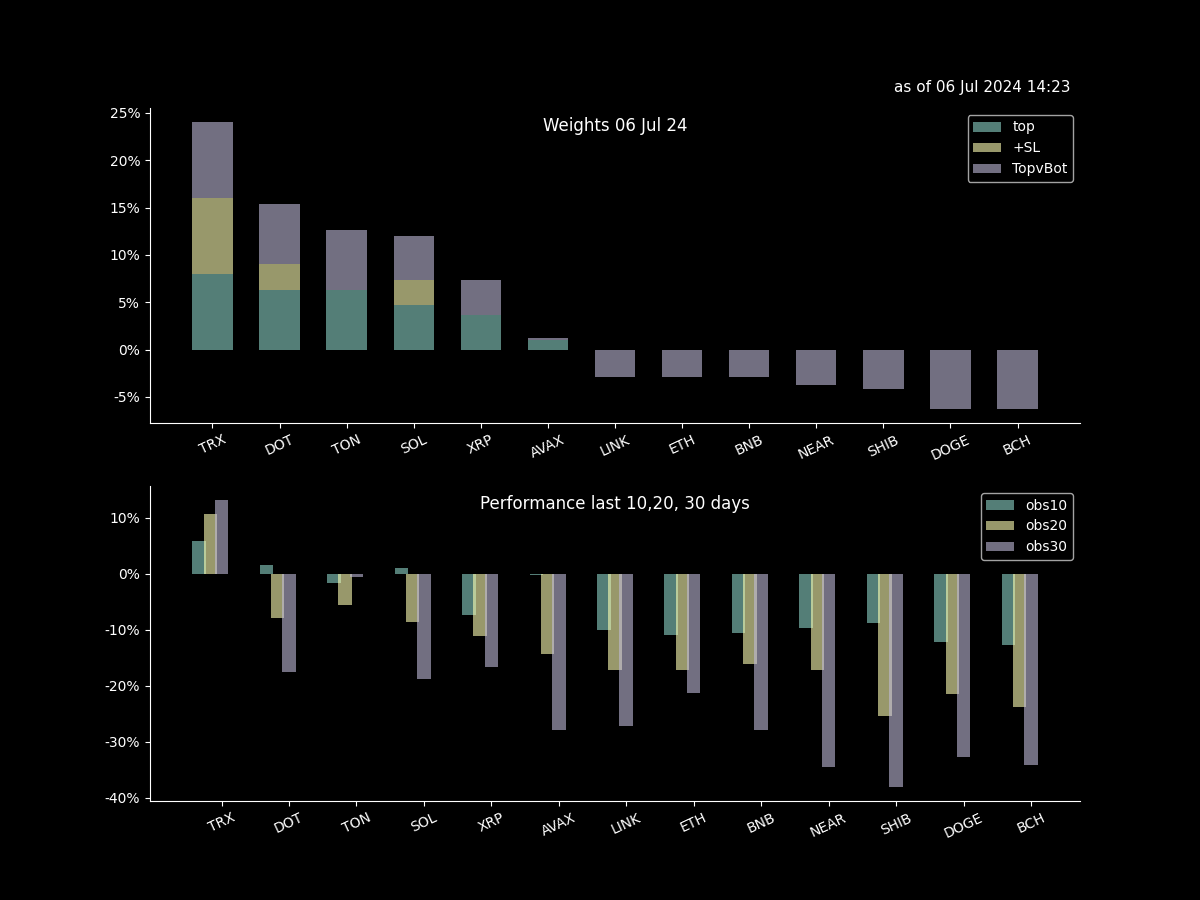 as of 06 Jul 2024 14:23
Weights 06 Jul 24
top
+SL
TopvBot
25%
20%
15%
10%
5%
0%
-5%
TRX DOT TON SOL XRP AVAX LINK ETH BNB NEAR SHIB DOGE BCH
Performance last 10,20, 30 days
obs10
obs20
obs30
10%
0%
-10%
-20%
-30%
-40%
TRX DOT TON SOL XRP AVAX LINK ETH BNB NEAR SHIB DOGE BCH